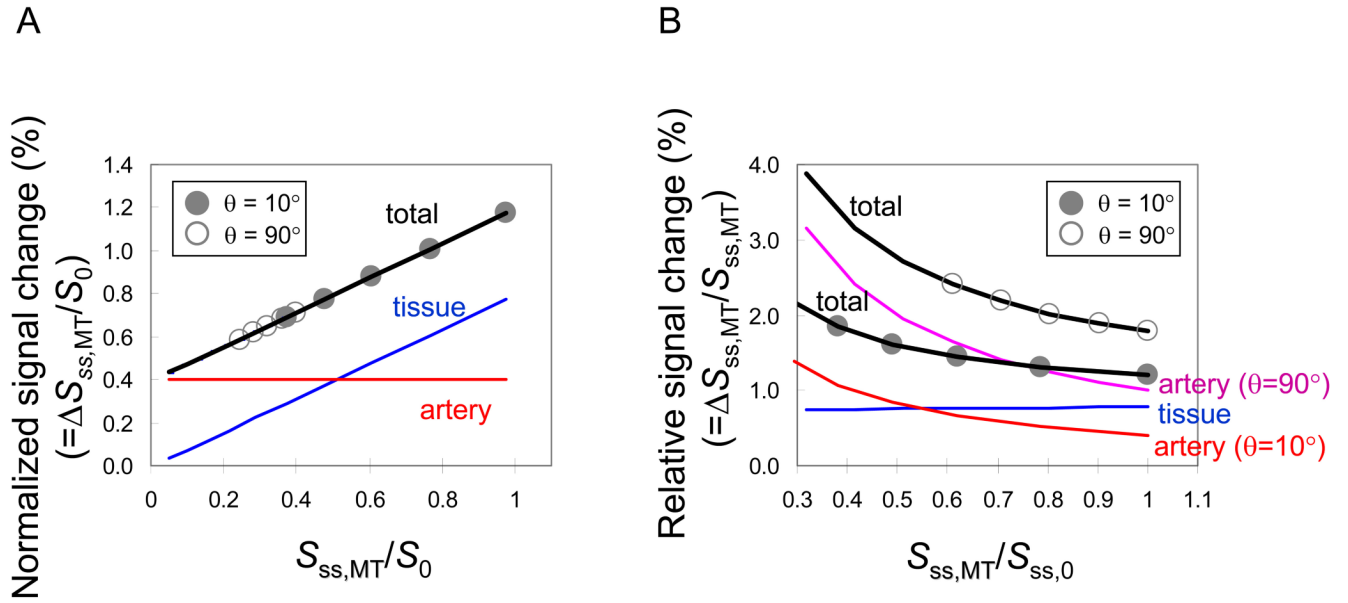 A
Normalized signal change (%)
(=ΔSss,MT/S0)
1.4
1.2
1.0
0.8
0.6
0.4
0.2
0.0
θ = 10°
θ = 90°
total
tissue
artery
0 0.2 0.4 0.6 0.8 1
Sss,MT/S0
B
Relative signal change (%)
(=ΔSss,MT/Sss,MT)
4.0
3.0
2.0
1.0
0.0
θ = 10°
θ = 90°
total
total
artery (θ=90°)
tissue
artery (θ=10°)
0.3 0.4 0.5 0.6 0.7 0.8 0.9 1 1.1
Sss,MT/Sss,0